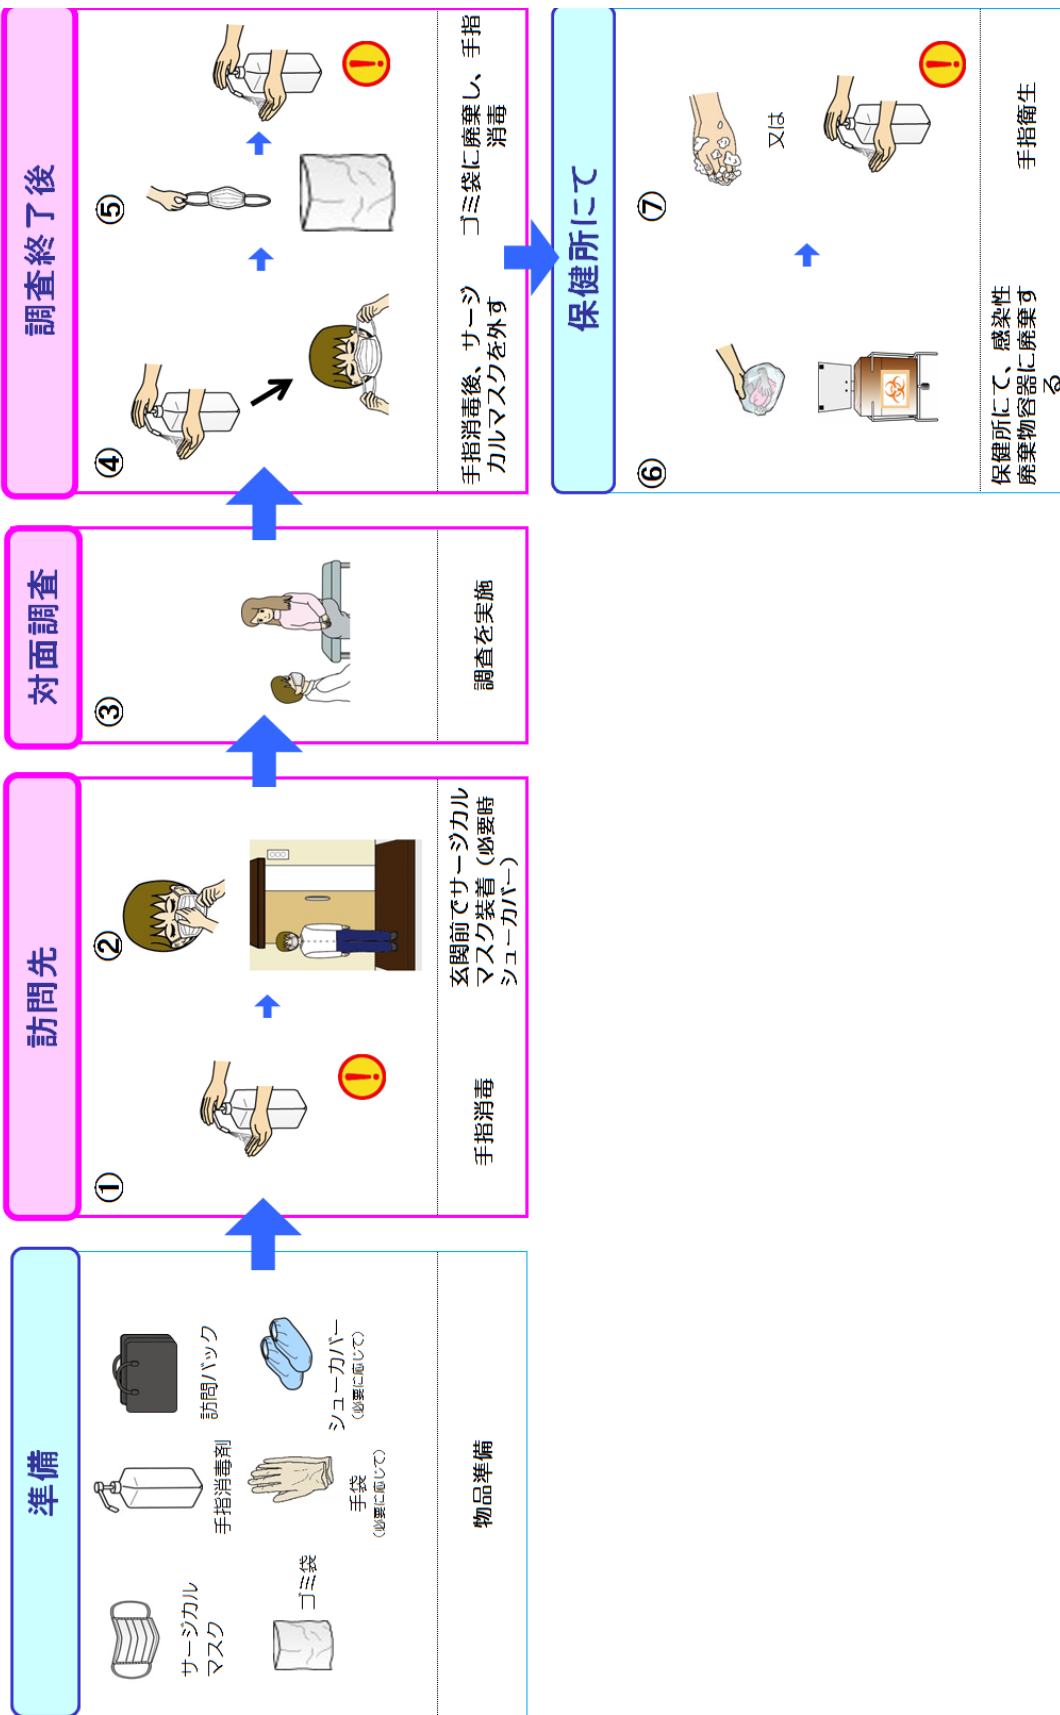 準備
サージカル
マスク
手指消毒剤
訪問バック
ゴミ袋
手袋
（必要に応じて）
シューカバー
（必要に応じて）
物品準備
訪問先
①
②
手指消毒
玄関前でサージカル
マスク装着（必要時
シューカバー）
対面調査
③
調査を実施
調査終了後
④
⑤
手指消毒後、サージ
カルマスクを外す
ゴミ袋に廃棄し、手指
消毒
保健所にて
⑥
⑦
又は
保健所にて、感染性
廃棄物容器に廃棄す
る
手指衛生